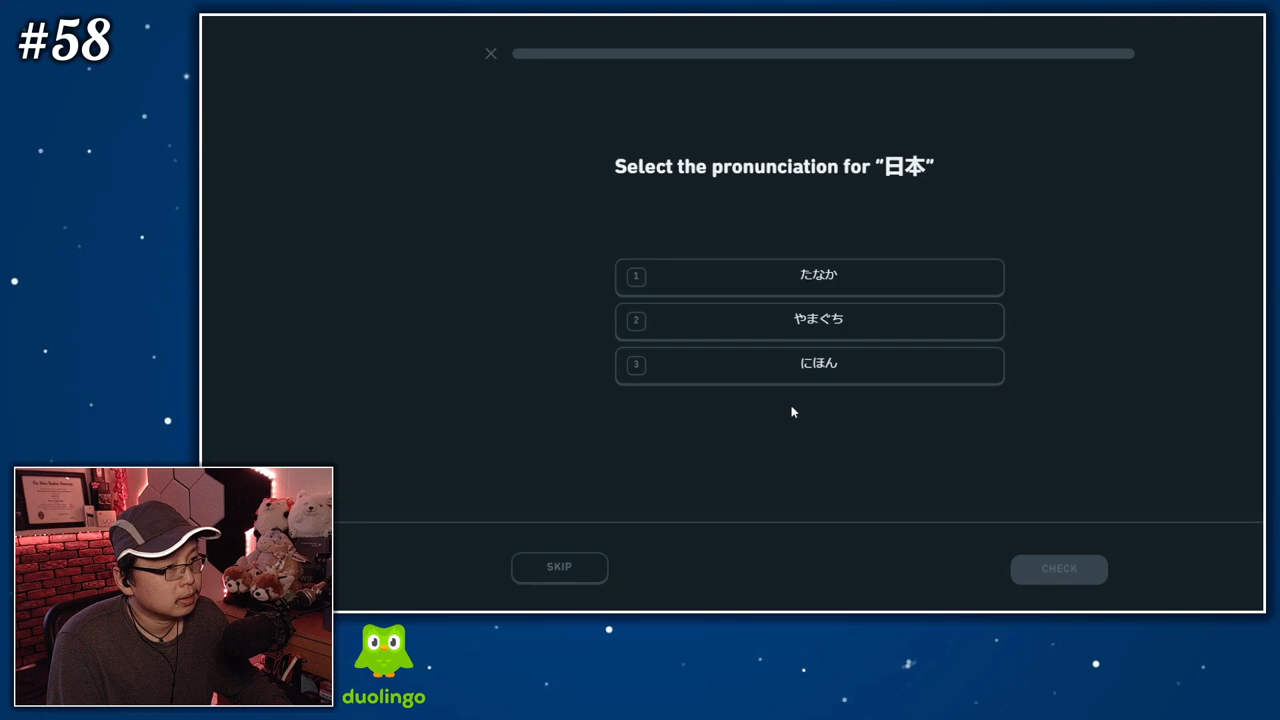 #58
Select the pronunciation for “日本”
1 たなか
2 やまぐち
3 にほん
SKIP
CHECK
duolingo